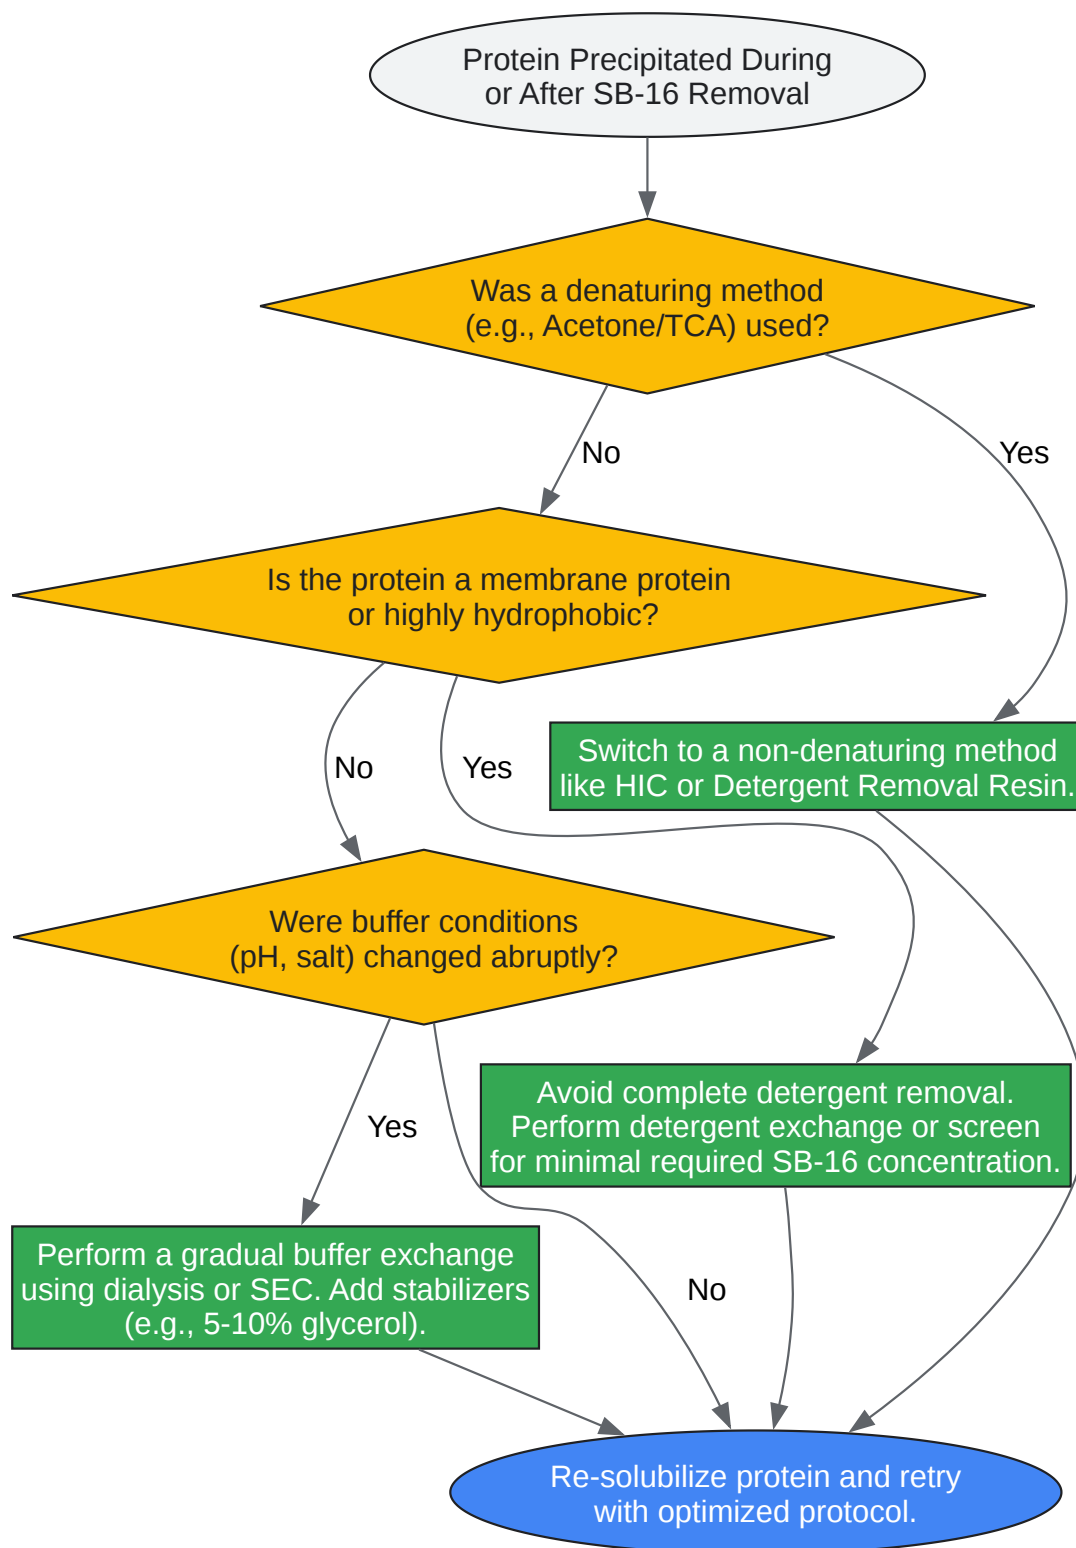 Protein Precipitated During
or After SB-16 Removal
Was a denaturing method
(e.g., Acetone/TCA) used?
No
Yes
Is the protein a membrane protein
or highly hydrophobic?
No
Yes
Switch to a non-denaturing method
like HIC or Detergent Removal Resin.
Were buffer conditions
(pH, salt) changed abruptly?
Yes
Avoid complete detergent removal.
Perform detergent exchange or screen
for minimal required SB-16 concentration.
Perform a gradual buffer exchange
using dialysis or SEC. Add stabilizers
(e.g., 5-10% glycerol).
No
Re-solubilize protein and retry
with optimized protocol.